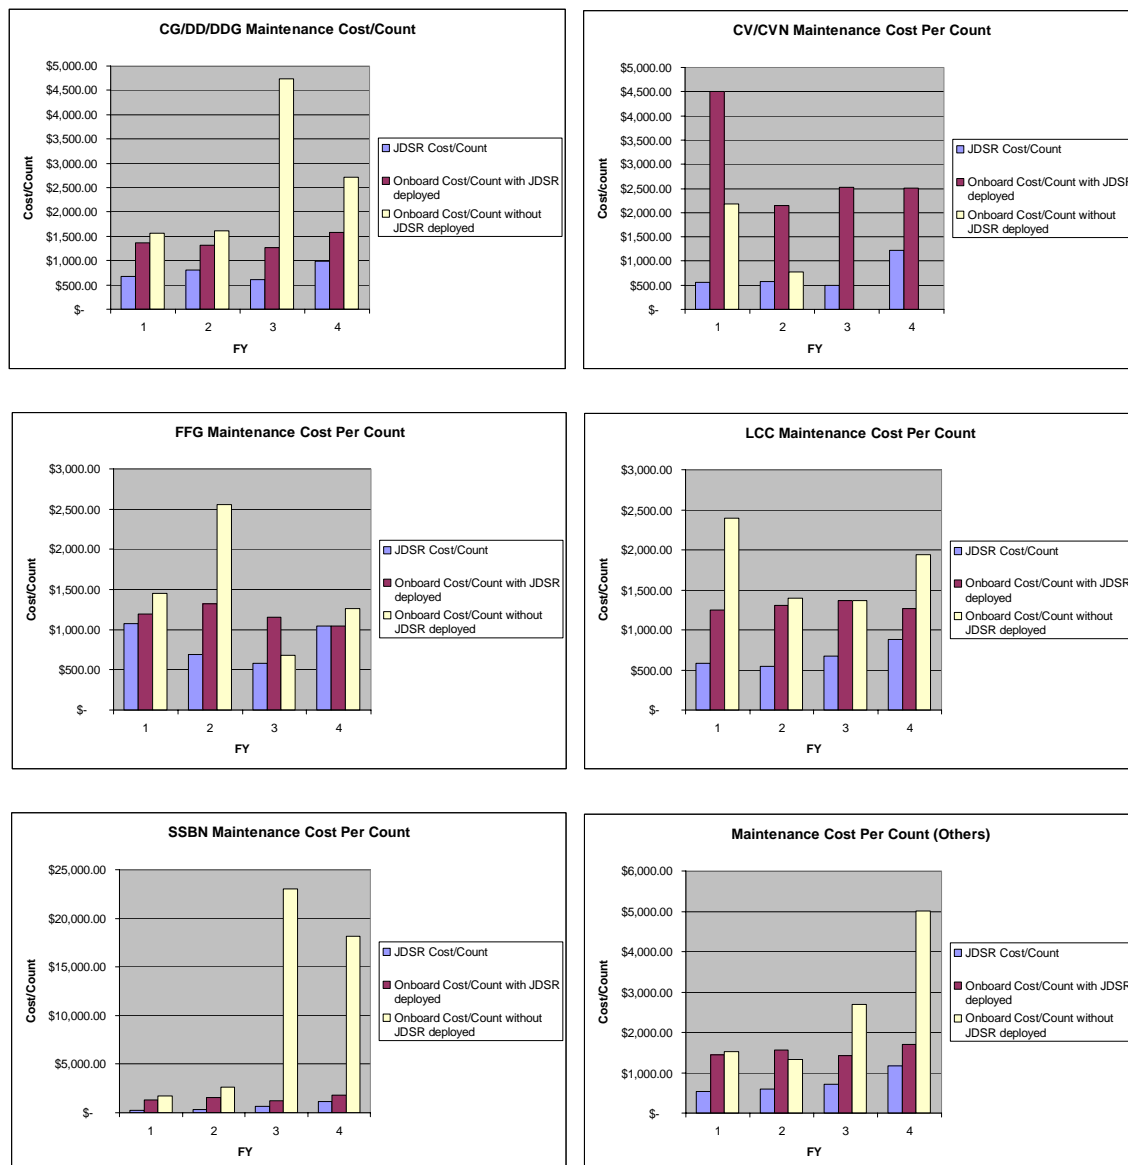 CG/DD/DDG Maintenance Cost/Count
$5,000.00
$4,500.00
$4,000.00
$3,500.00
$3,000.00
$2,500.00
$2,000.00
$1,500.00
$1,000.00
$500.00
$-
Cost/Count
1 2 3 4
FY
JDSR Cost/Count
Onboard Cost/Count with JDSR
deployed
Onboard Cost/Count without
JDSR deployed
CV/CVN Maintenance Cost Per Count
$5,000.00
$4,500.00
$4,000.00
$3,500.00
$3,000.00
$2,500.00
$2,000.00
$1,500.00
$1,000.00
$500.00
$-
Cost/count
1 2 3 4
FY
JDSR Cost/Count
Onboard Cost/Count with JDSR
deployed
Onboard Cost/Count without
JDSR deployed
FFG Maintenance Cost Per Count
$3,000.00
$2,500.00
$2,000.00
$1,500.00
$1,000.00
$500.00
$-
Cost/Count
1 2 3 4
FY
JDSR Cost/Count
Onboard Cost/Count with JDSR
deployed
Onboard Cost/Count without
JDSR deployed
LCC Maintenance Cost Per Count
$3,000.00
$2,500.00
$2,000.00
$1,500.00
$1,000.00
$500.00
$-
Cost/Count
1 2 3 4
FY
JDSR Cost/Count
Onboard Cost/Count with JDSR
deployed
Onboard Cost/Count without
JDSR deployed
SSBN Maintenance Cost Per Count
$25,000.00
$20,000.00
$15,000.00
$10,000.00
$5,000.00
$-
Cost/Count
1 2 3 4
FY
JDSR Cost/Count
Onboard Cost/Count with JDSR
deployed
Onboard Cost/Count without
JDSR deployed
Maintenance Cost Per Count (Others)
$6,000.00
$5,000.00
$4,000.00
$3,000.00
$2,000.00
$1,000.00
$-
Cost/Count
1 2 3 4
FY
JDSR Cost/Count
Onboard Cost/Count with JDSR
deployed
Onboard Cost/Count without
JDSR deployed